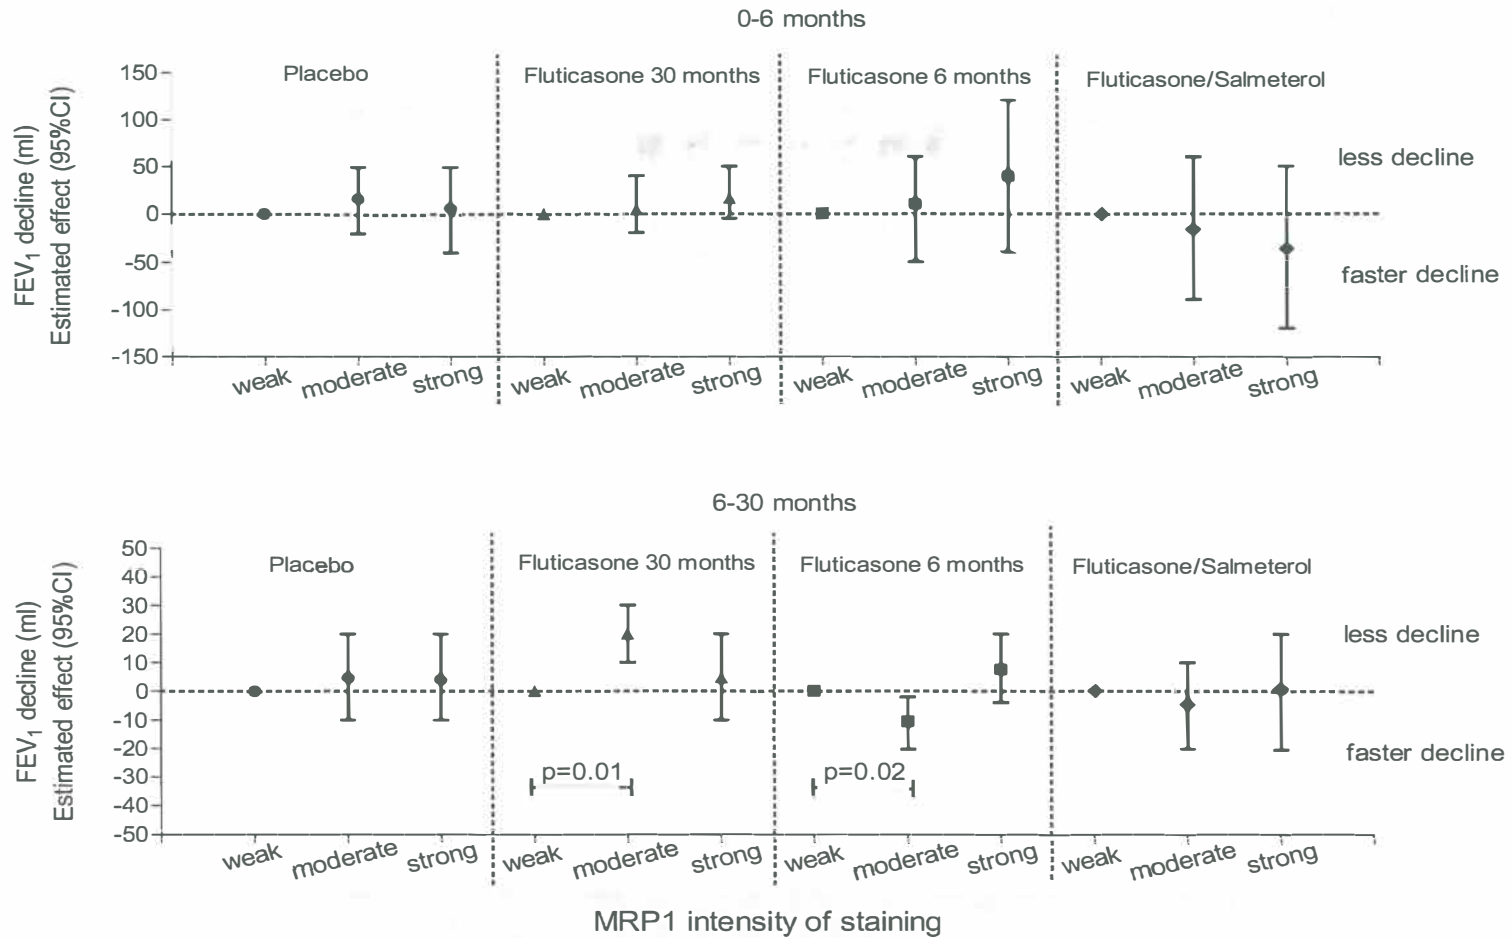 0-6 months
Placebo
Fluticasone 30 months
Fluticasone 6 months
Fluticasone/Salmeterol
FEV₁ decline (ml)
Estimated effect (95%CI)
150
100
50
0
-50
-100
-150
less decline
faster decline
weak moderate strong weak moderate strong weak moderate strong weak moderate strong
6-30 months
Placebo
Fluticasone 30 months
Fluticasone 6 months
Fluticasone/Salmeterol
FEV₁ decline (ml)
Estimated effect (95%CI)
50
40
30
20
10
0
-10
-20
-30
-40
-50
less decline
faster decline
p=0.01
p=0.02
weak moderate strong weak moderate strong weak moderate strong weak moderate strong
MRP1 intensity of staining